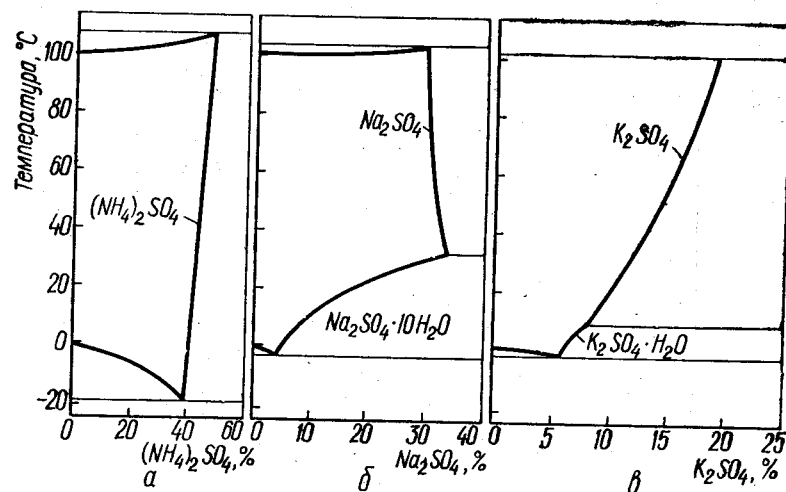 Температура, °С
100
80
60
40
20
0
-20
(NH₄)₂SO₄
0 20 40 60
(NH₄)₂SO₄, %
а
Na₂SO₄
Na₂SO₄·10H₂O
0 10 20 30 40
Na₂SO₄, %
б
K₂SO₄
K₂SO₄·H₂O
0 5 10 15 20 25
K₂SO₄, %
в